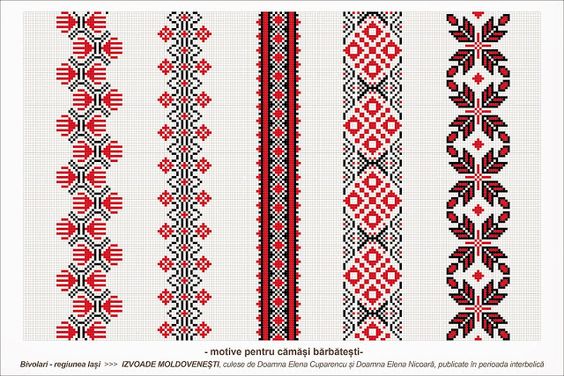 - motive pentru cămăși bărbătești-
Bivolari - regiunea Iași >>> IZVOADE MOLDOVENEȘTI, culese de Doamna Elena Cuparencu și Doamna Elena Nicoară, publicate în perioada interbelică